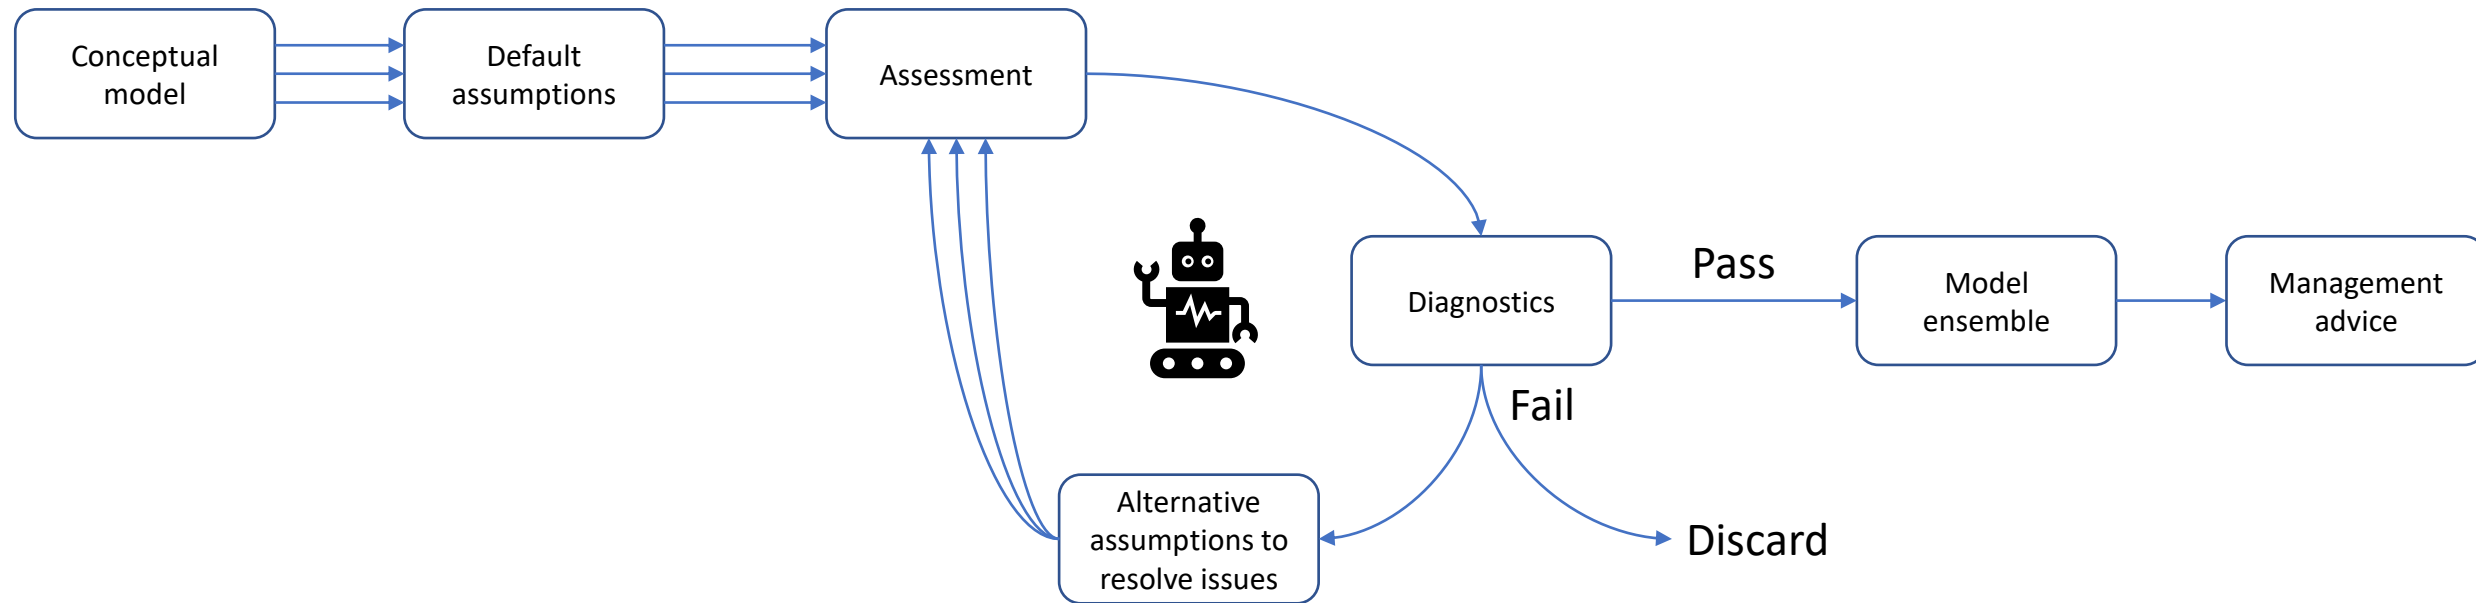 Conceptual
model
Default
assumptions
Assessment
Diagnostics
Pass
Model
ensemble
Management
advice
Fail
Alternative
assumptions to
resolve issues
Discard